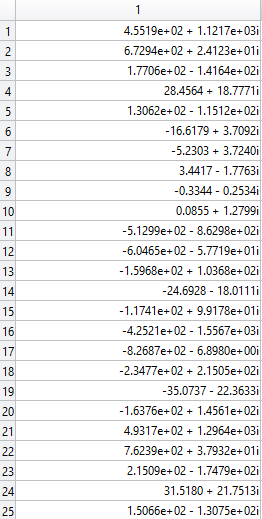 1
1 4.5519e+02 + 1.1217e+03i
2 6.7294e+02 + 2.4123e+01i
3 1.7706e+02 - 1.4164e+02i
4 28.4564 + 18.7771i
5 1.3062e+02 - 1.1512e+02i
6 -16.6179 + 3.7092i
7 -5.2303 + 3.7240i
8 3.4417 - 1.7763i
9 -0.3344 - 0.2534i
10 0.0855 + 1.2799i
11 -5.1299e+02 - 8.6298e+02i
12 -6.0465e+02 - 5.7719e+01i
13 -1.5968e+02 + 1.0368e+02i
14 -24.6928 - 18.0111i
15 -1.1741e+02 + 9.9178e+01i
16 -4.2521e+02 - 1.5567e+03i
17 -8.2687e+02 - 6.8980e+00i
18 -2.3477e+02 + 2.1505e+02i
19 -35.0737 - 22.3633i
20 -1.6376e+02 + 1.4561e+02i
21 4.9317e+02 + 1.2964e+03i
22 7.6239e+02 + 3.7932e+01i
23 2.1509e+02 - 1.7479e+02i
24 31.5180 + 21.7513i
25 1.5066e+02 - 1.3075e+02i